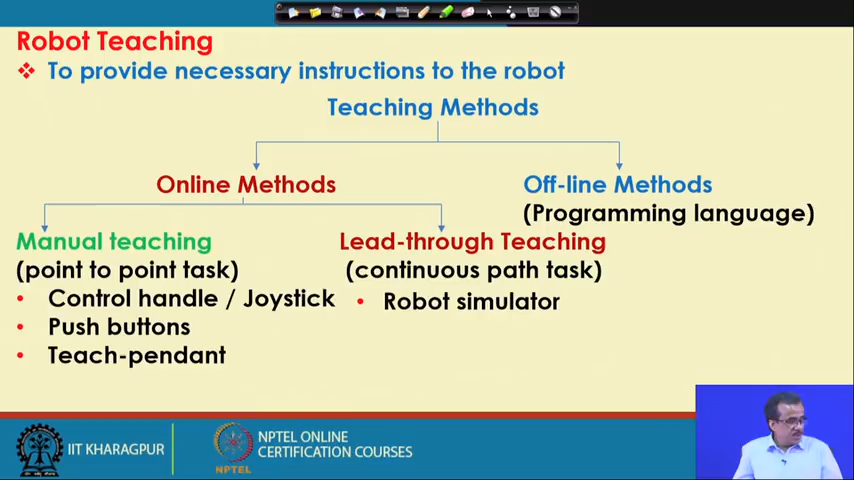 Robot Teaching
❖ To provide necessary instructions to the robot
Teaching Methods
Online Methods
Off-line Methods
(Programming language)
Manual teaching
(point to point task)
• Control handle / Joystick
• Push buttons
• Teach-pendant
Lead-through Teaching
(continuous path task)
• Robot simulator
IIT KHARAGPUR
NPTEL
NPTEL ONLINE
CERTIFICATION COURSES